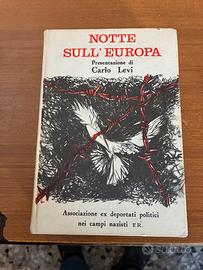 NOTTE
SULL'EUROPA
Presentazione di
Carlo Levi
Associazione ex deportati politici
nei campi nazisti T.R.